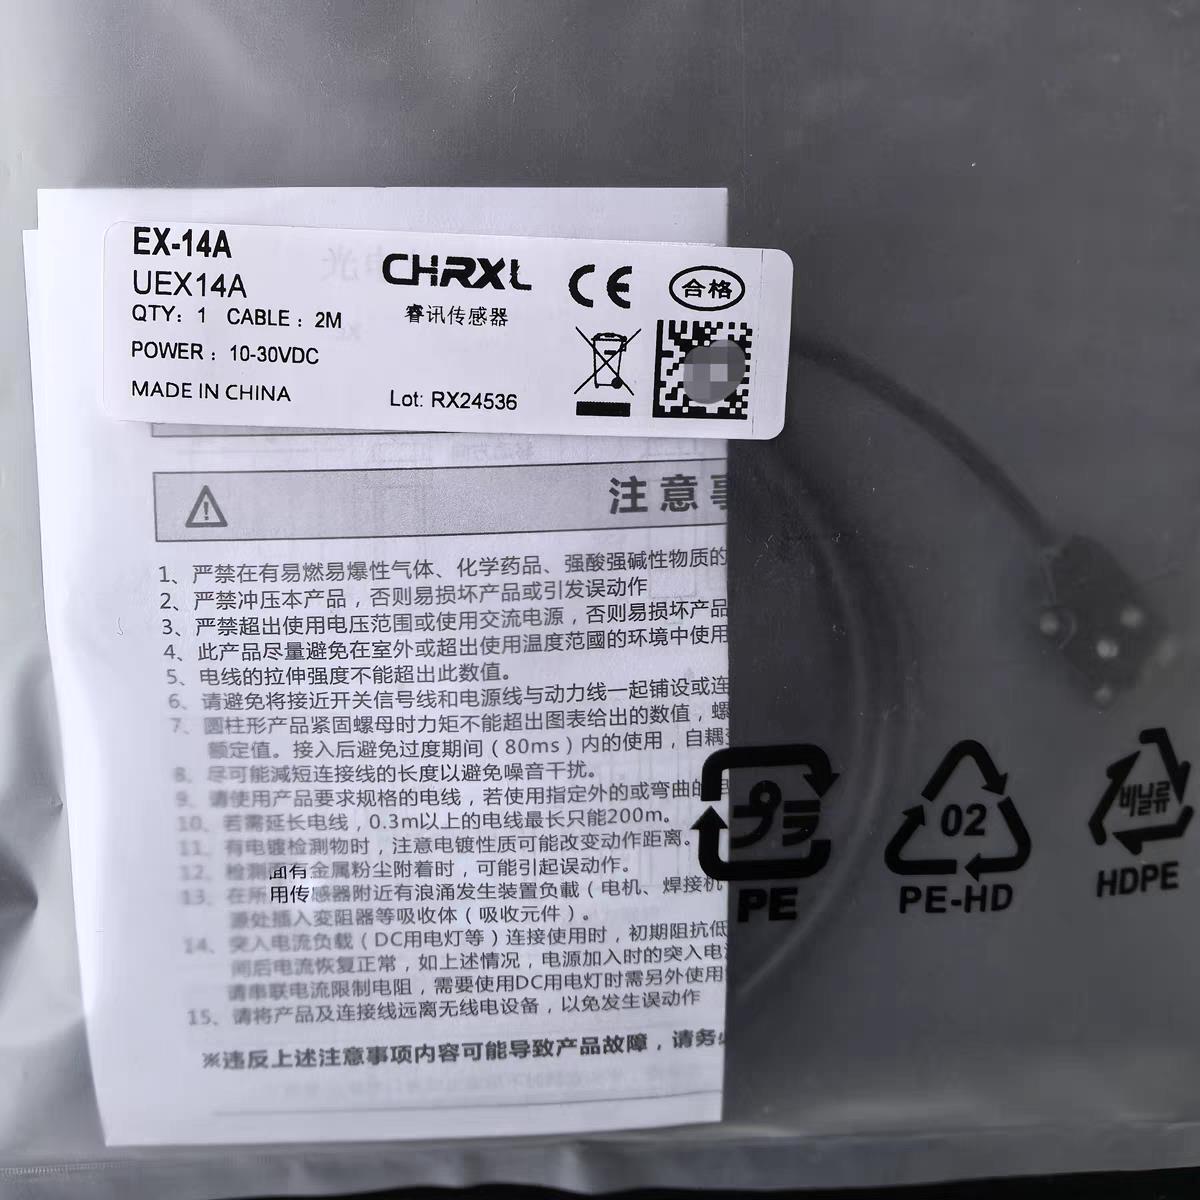 EX-14A
UEX14A
QTY: 1 CABLE : 2M
POWER : 10-30VDC
MADE IN CHINA
CHRXL
睿讯传感器
Lot: RX24536
CE
合格
注意事
1、严禁在有易燃易爆性气体、化学药品、强酸强碱性物质的
2、严禁冲压本产品，否则易损坏产品或引发误动作
3、严禁超出使用电压范围或使用交流电源，否则易损坏产品
4、此产品尽量避免在室外或超出使用温度范國的环境中使用
5、电线的拉伸强度不能超出此数值。
6、请避免将接近开关信号线和电源线与动力线一起铺设或连
7、圆柱形产品紧固螺母时力矩不能超出图表给出的数值，螺
额定值。接入后避免过度期间（80ms）内的使用，自耦
8、尽可能减短连接线的长度以避免噪音干扰。
9、请使用产品要求规格的电线，若使用指定外的或弯曲的
10、若需延长电线，0.3m以上的电线最长只能200m。
11、有电镀检测物时，注意电镀性质可能改变动作距离。
12、检测面有金属粉尘附着时，可能引起误动作。
13、在所用传感器附近有浪涌发生装置负载（电机、焊接机
源处插入变阻器等吸收体（吸收元件）。
14、突入电流负载（DC用电灯等）连接使用时，初期阻抗低
间后电流恢复正常，如上述情况，电源加入时的突入电
请串联电流限制电阻，需要使用DC用电灯时需另外使用
15、请将产品及连接线远离无线电设备，以免发生误动作
※违反上述注意事项内容可能导致产品故障，请务
プラ
PE
02
PE-HD
비닐류
HDPE